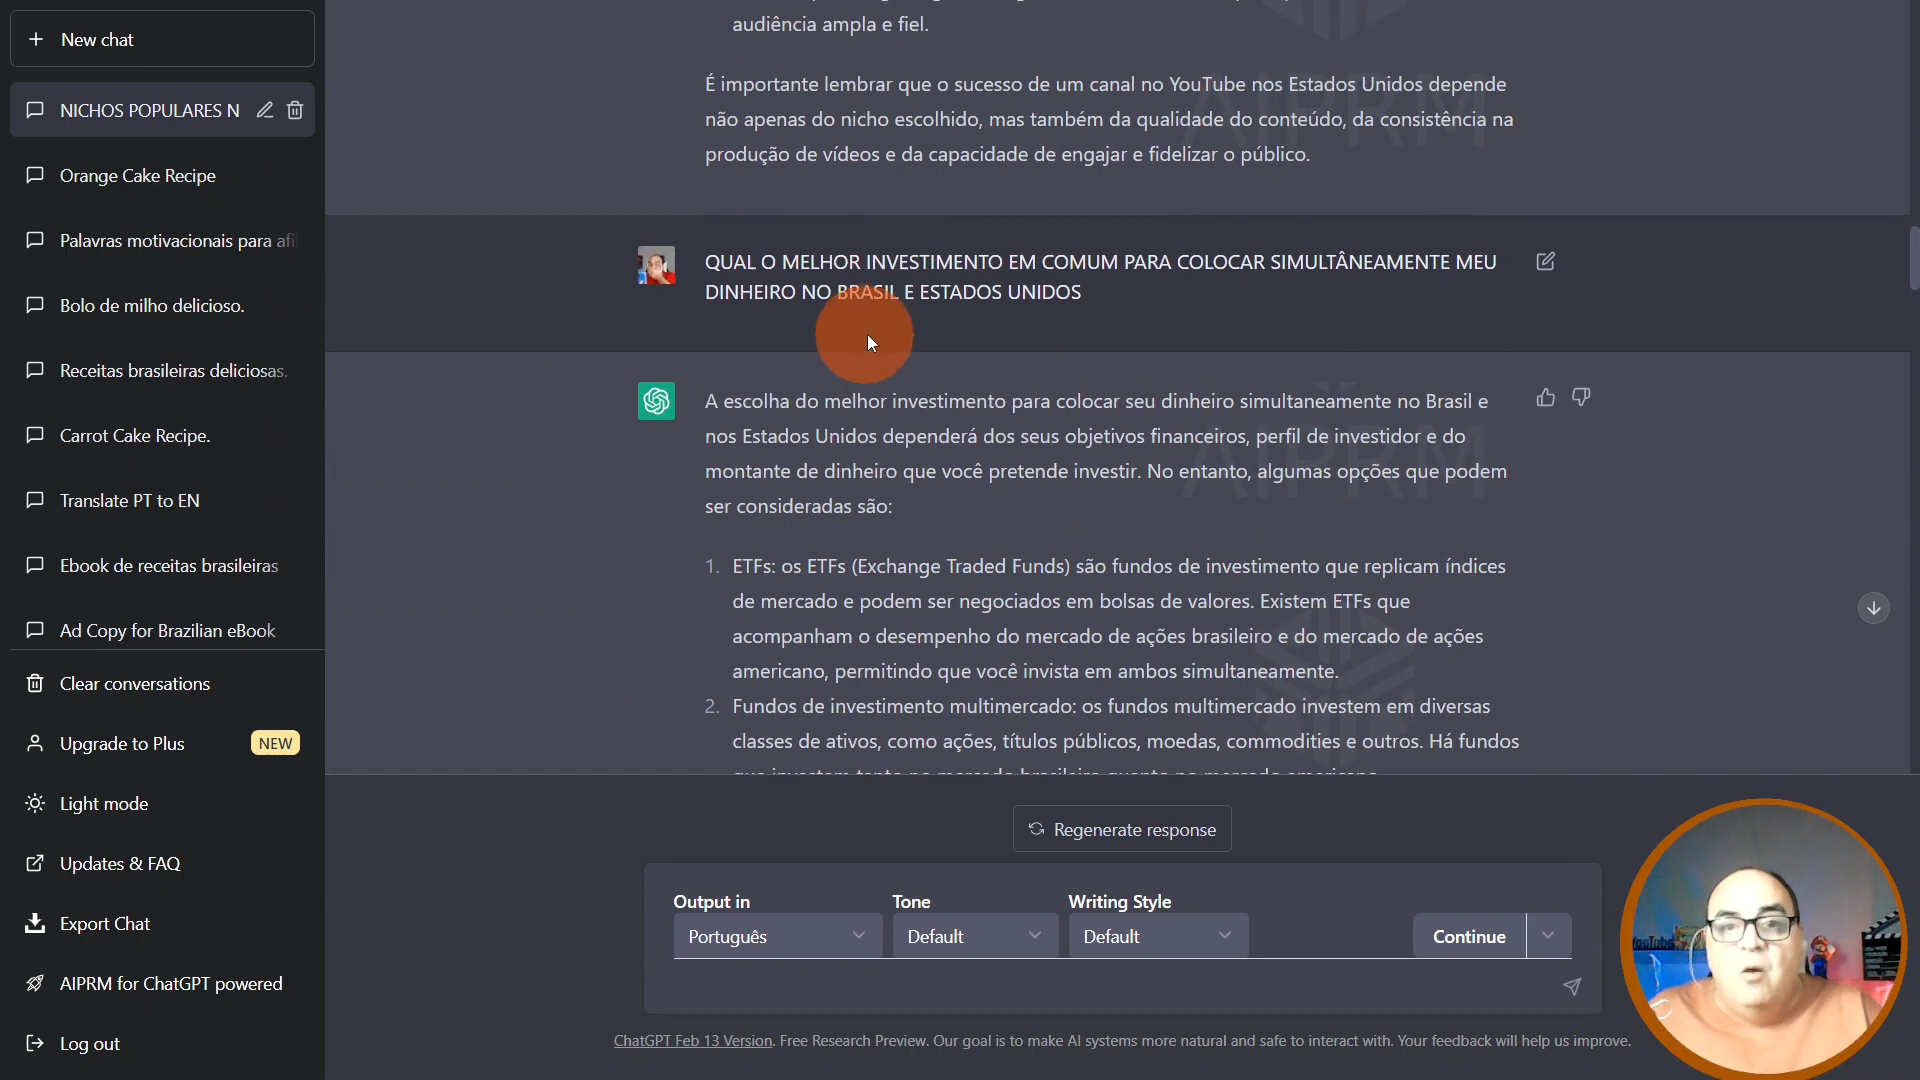 New chat
NICHOS POPULARES N
Orange Cake Recipe
Palavras motivacionais para afil
Bolo de milho delicioso.
Receitas brasileiras deliciosas.
Carrot Cake Recipe.
Translate PT to EN
Ebook de receitas brasileiras
Ad Copy for Brazilian eBook
Clear conversations
Upgrade to Plus NEW
Light mode
Updates & FAQ
Export Chat
AIPRM for ChatGPT powered
Log out
audiência ampla e fiel.
É importante lembrar que o sucesso de um canal no YouTube nos Estados Unidos depende
não apenas do nicho escolhido, mas também da qualidade do conteúdo, da consistência na
produção de vídeos e da capacidade de engajar e fidelizar o público.
AIPRM
QUAL O MELHOR INVESTIMENTO EM COMUM PARA COLOCAR SIMULTÂNEAMENTE MEU
DINHEIRO NO BRASIL E ESTADOS UNIDOS
A escolha do melhor investimento para colocar seu dinheiro simultaneamente no Brasil e
nos Estados Unidos dependerá dos seus objetivos financeiros, perfil de investidor e do
montante de dinheiro que você pretende investir. No entanto, algumas opções que podem
ser consideradas são:
AIPRM
1. ETFs: os ETFs (Exchange Traded Funds) são fundos de investimento que replicam índices
de mercado e podem ser negociados em bolsas de valores. Existem ETFs que
acompanham o desempenho do mercado de ações brasileiro e do mercado de ações
americano, permitindo que você invista em ambos simultaneamente.
2. Fundos de investimento multimercado: os fundos multimercado investem em diversas
classes de ativos, como ações, títulos públicos, moedas, commodities e outros. Há fundos
Regenerate response
Output in Tone Writing Style
Português Default Default Continue
ChatGPT Feb 13 Version. Free Research Preview. Our goal is to make AI systems more natural and safe to interact with. Your feedback will help us improve.
YouTube